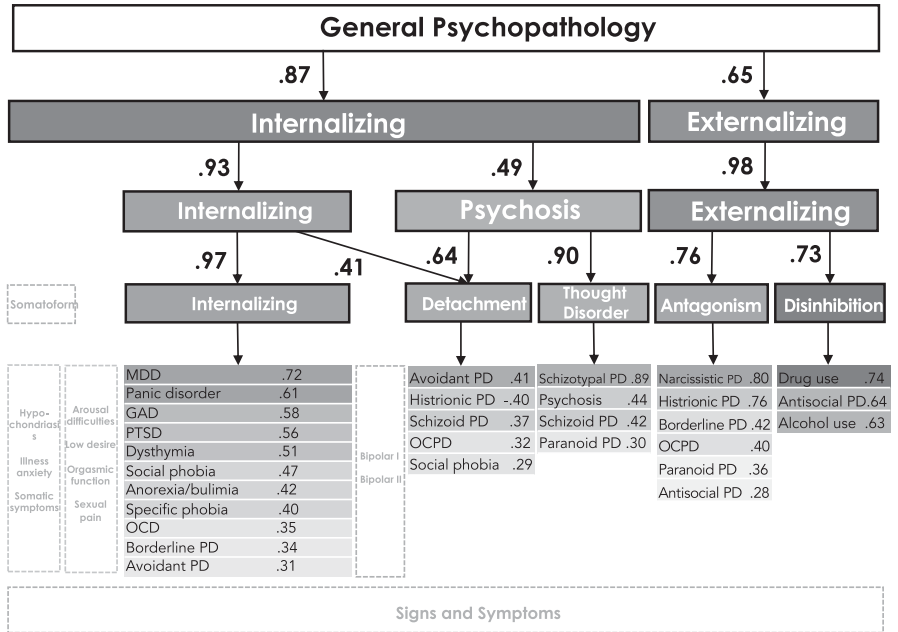 General Psychopathology
.87
.65
Internalizing
Externalizing
.93
.49
.98
Internalizing
Psychosis
Externalizing
.97
.41
.64
.90
.76
.73
Somatoform
Internalizing
Detachment
Thought
Disorder
Antagonism
Disinhibition
Hypo-
chondriasi
s
Illness
anxiety
Somatic
symptoms
Arousal
difficulties
Low desire
Orgasmic
function
Sexual
pain
MDD .72
Panic disorder .61
GAD .58
PTSD .56
Dysthymia .51
Social phobia .47
Anorexia/bulimia .42
Specific phobia .40
OCD .35
Borderline PD .34
Avoidant PD .31
Bipolar I
Bipolar II
Avoidant PD .41
Histrionic PD -.40
Schizoid PD .37
OCPD .32
Social phobia .29
Schizotypal PD .89
Psychosis .44
Schizoid PD .42
Paranoid PD .30
Narcissistic PD .80
Histrionic PD .76
Borderline PD .42
OCPD .40
Paranoid PD .36
Antisocial PD .28
Drug use .74
Antisocial PD .64
Alcohol use .63
Signs and Symptoms